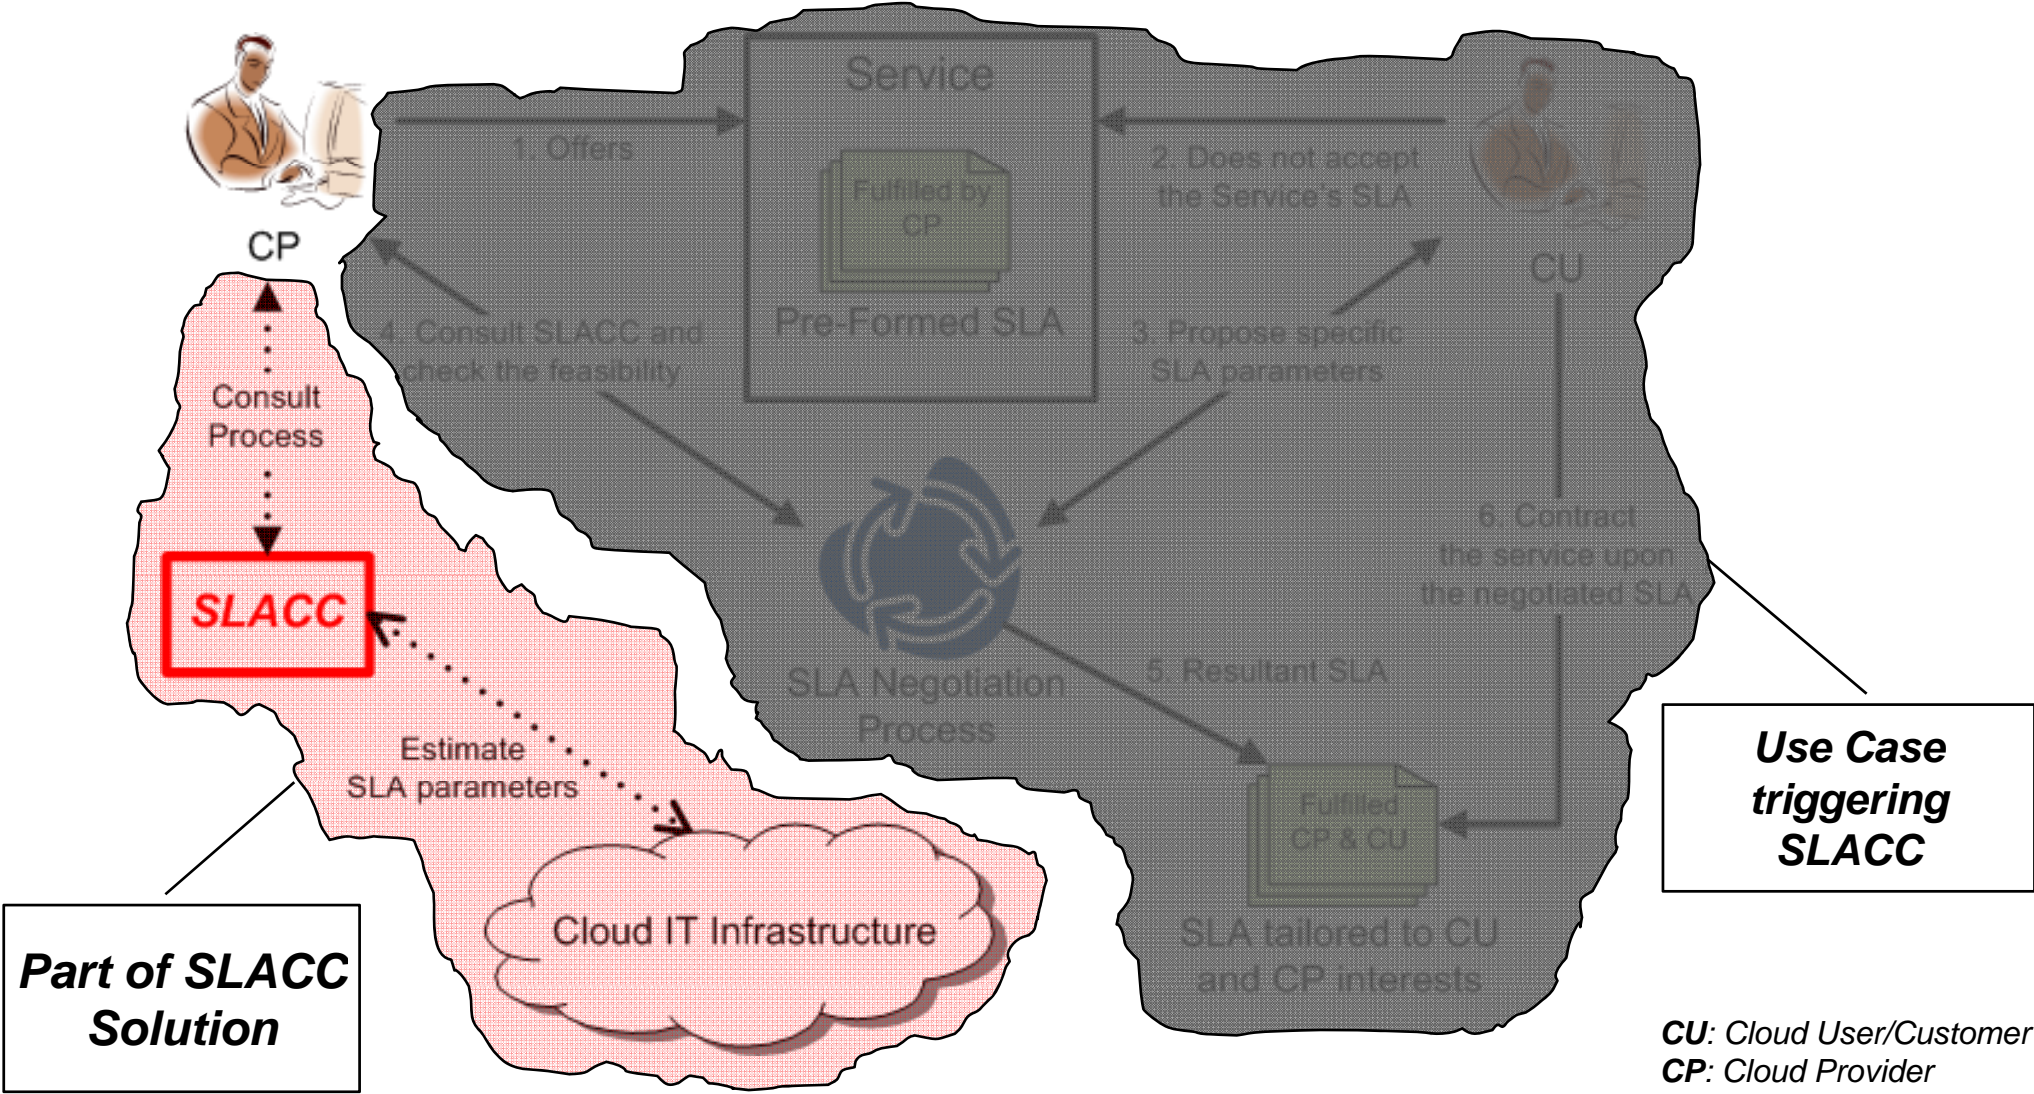 Service
1. Offers
2. Does not accept
the Service's SLA
Fulfilled by
CP
CP
CU
Pre-Formed SLA
4. Consult SLACC and
check the feasibility
3. Propose specific
SLA parameters
Consult
Process
6. Contract
the service upon
the negotiated SLA
SLACC
SLA Negotiation
Process
5. Resultant SLA
Estimate
SLA parameters
Use Case
triggering
SLACC
Fulfilled
CP & CU
Cloud IT Infrastructure
SLA tailored to CU
and CP interests
Part of SLACC
Solution
CU: Cloud User/Customer
CP: Cloud Provider